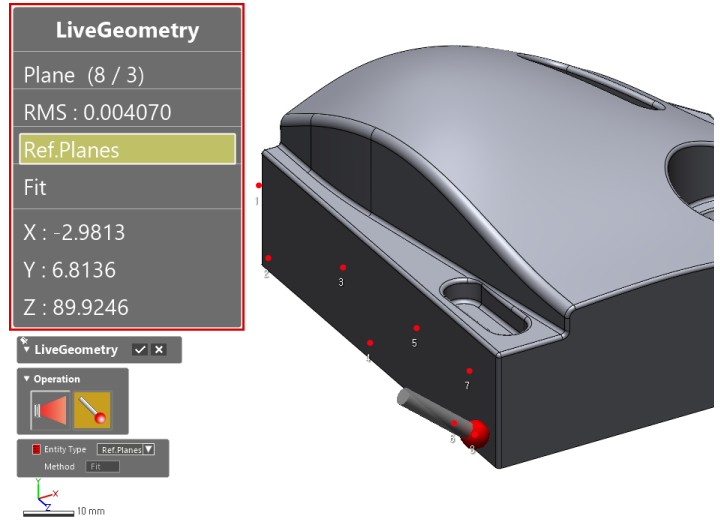 LiveGeometry
Plane (8 / 3)
RMS : 0.004070
Ref.Planes
Fit
X : -2.9813
Y : 6.8136
Z : 89.9246
LiveGeometry
Operation
Entity Type Ref.Planes
Method Fit
Y
X
Z
10 mm
1
2
3
4
5
7
6
8